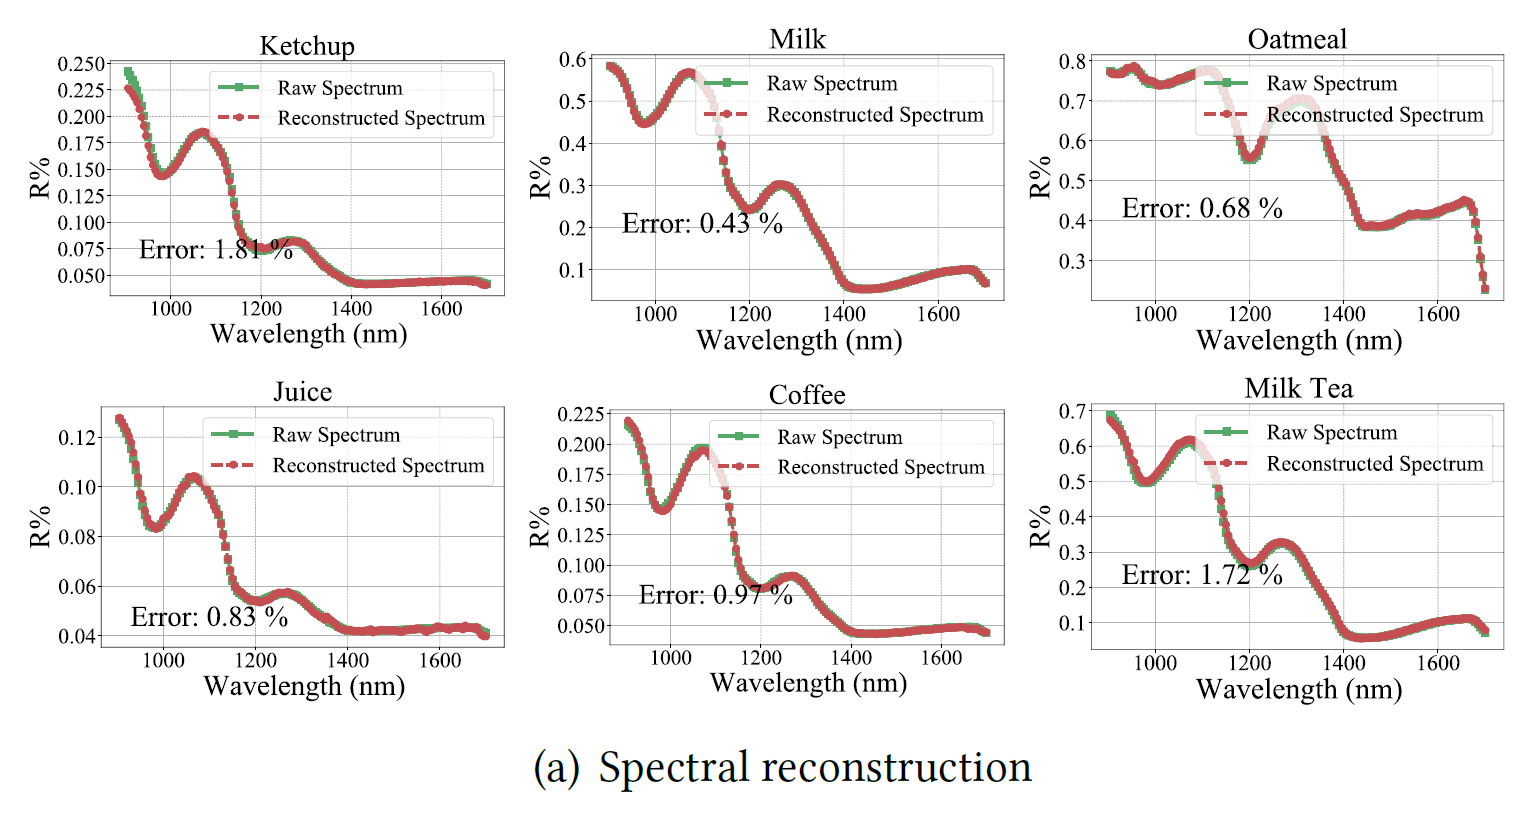 Ketchup
0.250
0.225
0.200
0.175
0.150
0.125
0.100
0.075
0.050
R%
Raw Spectrum
Reconstructed Spectrum
Error: 1.81 %
1000 1200 1400 1600
Wavelength (nm)
Milk
0.6
0.5
0.4
0.3
0.2
0.1
R%
Raw Spectrum
Reconstructed Spectrum
Error: 0.43 %
1000 1200 1400 1600
Wavelength (nm)
Oatmeal
0.8
0.7
0.6
0.5
0.4
0.3
R%
Raw Spectrum
Reconstructed Spectrum
Error: 0.68 %
1000 1200 1400 1600
Wavelength (nm)
Juice
0.12
0.10
0.08
0.06
0.04
R%
Raw Spectrum
Reconstructed Spectrum
Error: 0.83 %
1000 1200 1400 1600
Wavelength (nm)
Coffee
0.225
0.200
0.175
0.150
0.125
0.100
0.075
0.050
R%
Raw Spectrum
Reconstructed Spectrum
Error: 0.97 %
1000 1200 1400 1600
Wavelength (nm)
Milk Tea
0.7
0.6
0.5
0.4
0.3
0.2
0.1
R%
Raw Spectrum
Reconstructed Spectrum
Error: 1.72 %
1000 1200 1400 1600
Wavelength (nm)
(a) Spectral reconstruction